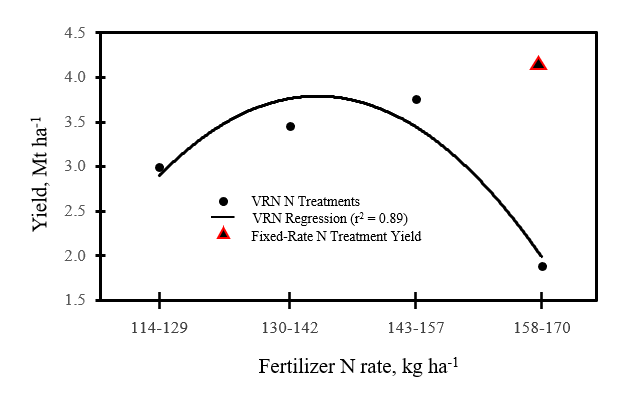 4.5
4.0
3.5
3.0
2.5
2.0
1.5
Yield, Mt ha-1
VRN N Treatments
VRN Regression (r2 = 0.89)
Fixed-Rate N Treatment Yield
114-129 130-142 143-157 158-170
Fertilizer N rate, kg ha-1